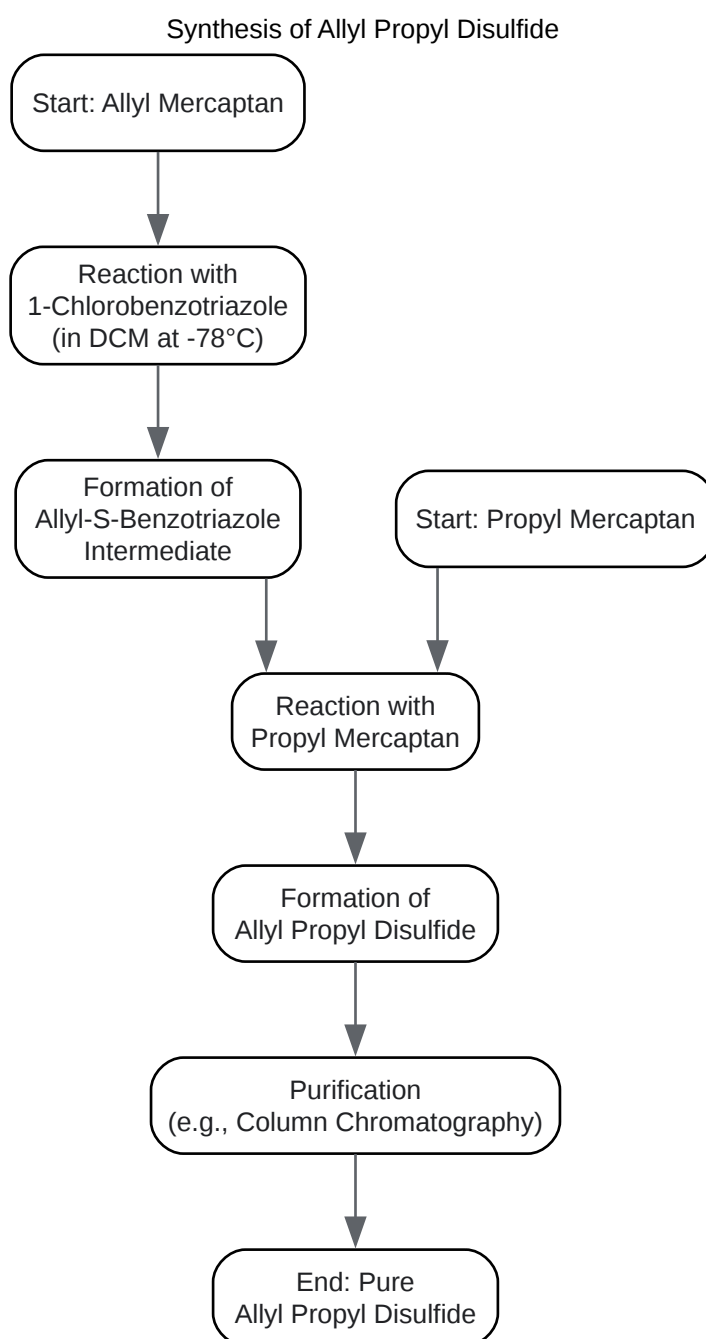 Synthesis of Allyl Propyl Disulfide
Start: Allyl Mercaptan
Reaction with
1-Chlorobenzotriazole
(in DCM at -78°C)
Formation of
Allyl-S-Benzotriazole
Intermediate
Start: Propyl Mercaptan
Reaction with
Propyl Mercaptan
Formation of
Allyl Propyl Disulfide
Purification
(e.g., Column Chromatography)
End: Pure
Allyl Propyl Disulfide